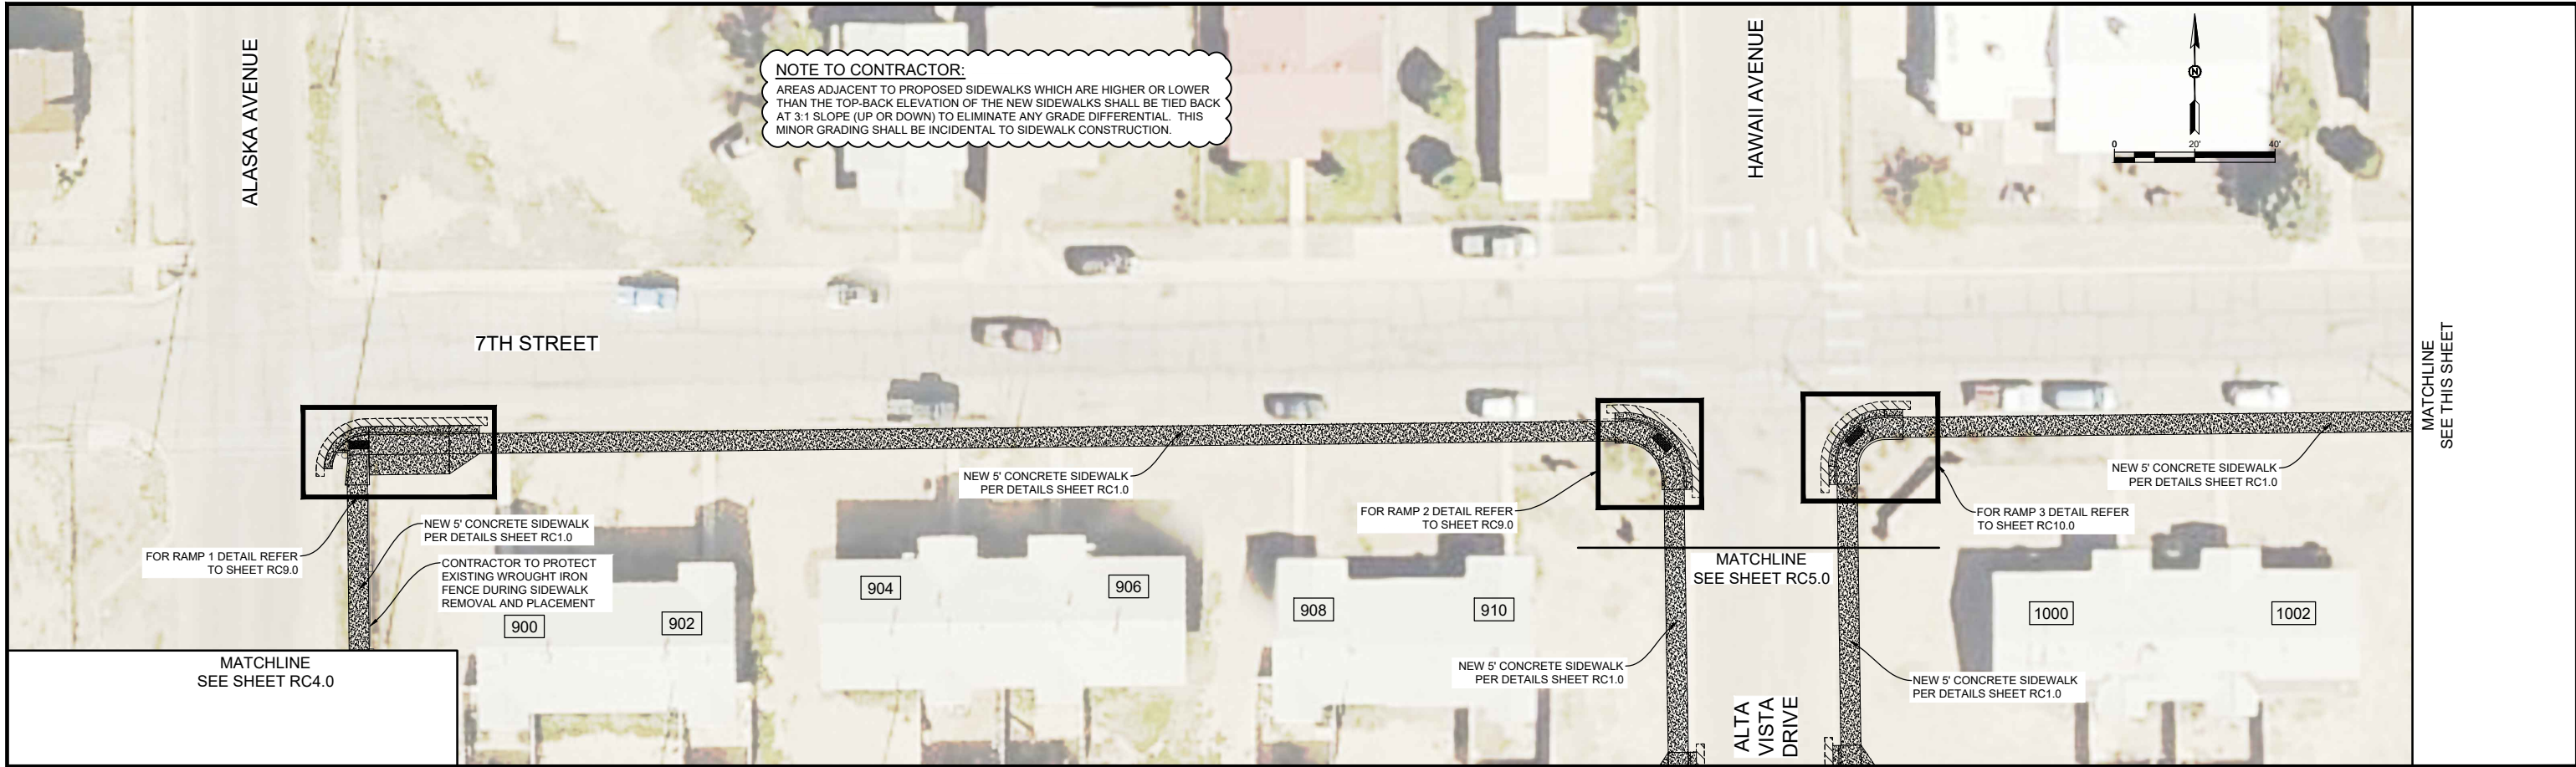 ALASKA AVENUE
NOTE TO CONTRACTOR:
AREAS ADJACENT TO PROPOSED SIDEWALKS WHICH ARE HIGHER OR LOWER
THAN THE TOP-BACK ELEVATION OF THE NEW SIDEWALKS SHALL BE TIED BACK
AT 3:1 SLOPE (UP OR DOWN) TO ELIMINATE ANY GRADE DIFFERENTIAL. THIS
MINOR GRADING SHALL BE INCIDENTAL TO SIDEWALK CONSTRUCTION.
HAWAII AVENUE
N
0 20' 40'
7TH STREET
MATCHLINE
SEE THIS SHEET
NEW 5' CONCRETE SIDEWALK
PER DETAILS SHEET RC1.0
NEW 5' CONCRETE SIDEWALK
PER DETAILS SHEET RC1.0
FOR RAMP 2 DETAIL REFER
TO SHEET RC9.0
FOR RAMP 3 DETAIL REFER
TO SHEET RC10.0
NEW 5' CONCRETE SIDEWALK
PER DETAILS SHEET RC1.0
FOR RAMP 1 DETAIL REFER
TO SHEET RC9.0
CONTRACTOR TO PROTECT
EXISTING WROUGHT IRON
FENCE DURING SIDEWALK
REMOVAL AND PLACEMENT
MATCHLINE
SEE SHEET RC5.0
900
902
904
906
908
910
1000
1002
MATCHLINE
SEE SHEET RC4.0
NEW 5' CONCRETE SIDEWALK
PER DETAILS SHEET RC1.0
NEW 5' CONCRETE SIDEWALK
PER DETAILS SHEET RC1.0
ALTA
VISTA
DRIVE